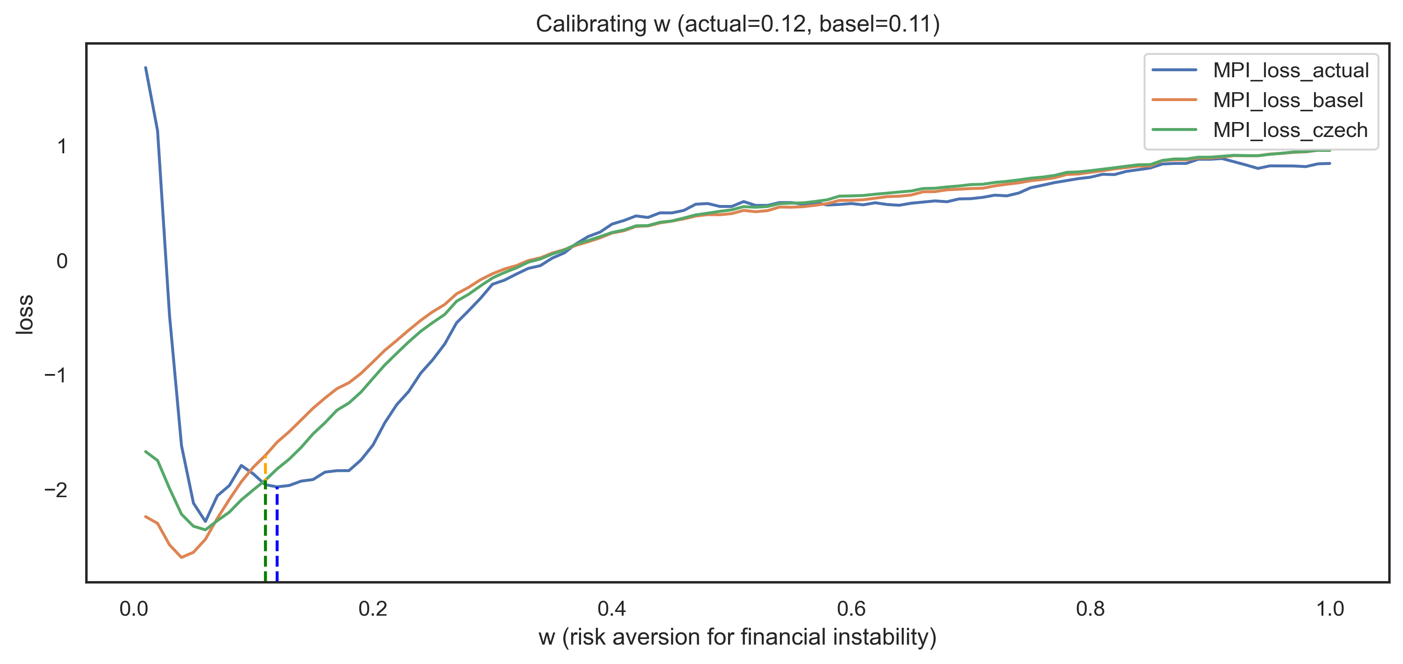 Calibrating w (actual=0.12, basel=0.11)
MPI_loss_actual
MPI_loss_basel
MPI_loss_czech
loss
1
0
−1
−2
0.0 0.2 0.4 0.6 0.8 1.0
w (risk aversion for financial instability)